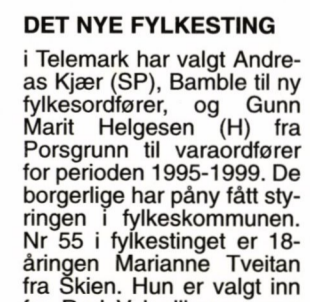 DET NYE FYLKESTING
i Telemark har valgt Andre-
as Kjær (SP), Bamble til ny
fylkesordfører, og Gunn
Marit Helgesen (H) fra
Porsgrunn til varaordfører
for perioden 1995-1999. De
borgerlige har påny fått sty-
ringen i fylkeskommunen.
Nr 55 i fylkestinget er 18-
åringen Marianne Tveitan
fra Skien. Hun er valgt inn